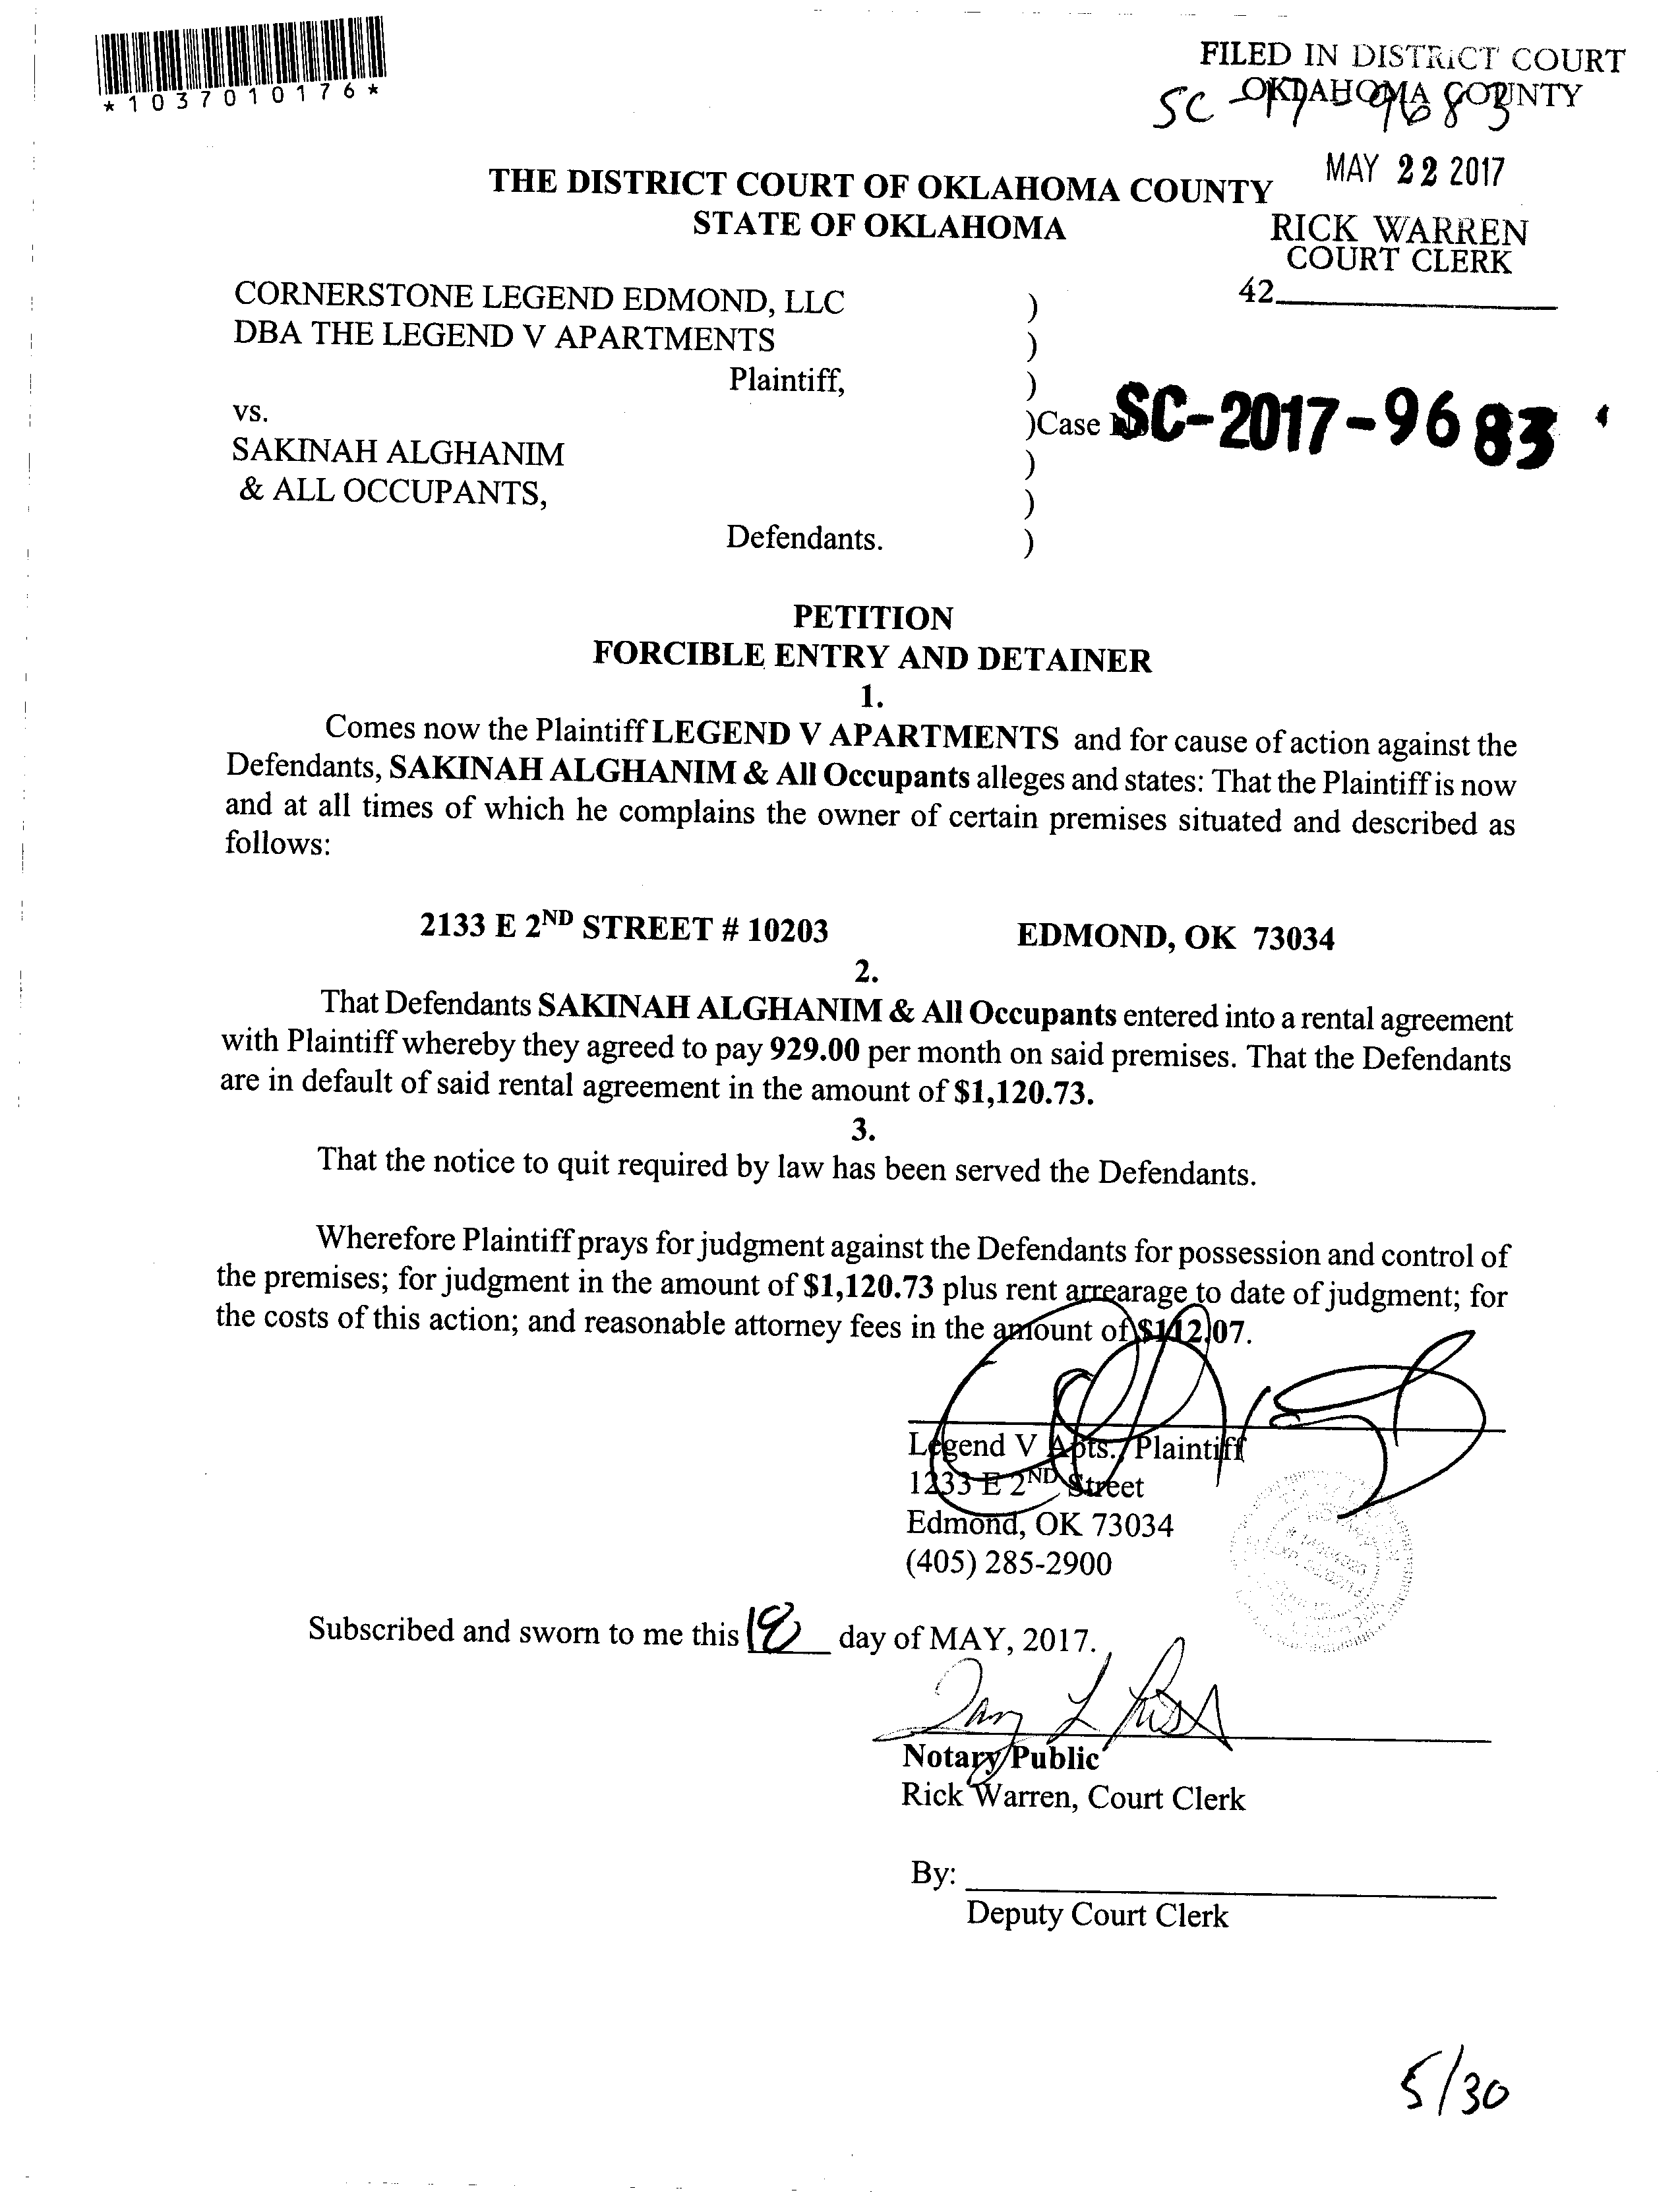 *1037010176*
FILED IN DISTRICT COURT
OKLAHOMA COUNTY
SC-17-9683
MAY 22 2017
THE DISTRICT COURT OF OKLAHOMA COUNTY
STATE OF OKLAHOMA
RICK WARREN
COURT CLERK
42
CORNERSTONE LEGEND EDMOND, LLC )
DBA THE LEGEND V APARTMENTS )
Plaintiff, )
vs. )Case SC-2017-9683
SAKINAH ALGHANIM )
& ALL OCCUPANTS, )
Defendants. )
PETITION
FORCIBLE ENTRY AND DETAINER
1.
Comes now the Plaintiff LEGEND V APARTMENTS and for cause of action against the
Defendants, SAKINAH ALGHANIM & All Occupants alleges and states: That the Plaintiff is now
and at all times of which he complains the owner of certain premises situated and described as
follows:
2133 E 2ND STREET # 10203 EDMOND, OK 73034
2.
That Defendants SAKINAH ALGHANIM & All Occupants entered into a rental agreement
with Plaintiff whereby they agreed to pay 929.00 per month on said premises. That the Defendants
are in default of said rental agreement in the amount of $1,120.73.
3.
That the notice to quit required by law has been served the Defendants.
Wherefore Plaintiff prays for judgment against the Defendants for possession and control of
the premises; for judgment in the amount of $1,120.73 plus rent arrearage to date of judgment; for
the costs of this action; and reasonable attorney fees in the amount of $112.07.
Legend V Apts., Plaintiff
1233 E 2ND Street
Edmond, OK 73034
(405) 285-2900
Subscribed and sworn to me this 18 day of MAY, 2017.
Notary Public
Rick Warren, Court Clerk
By:
Deputy Court Clerk
5/30